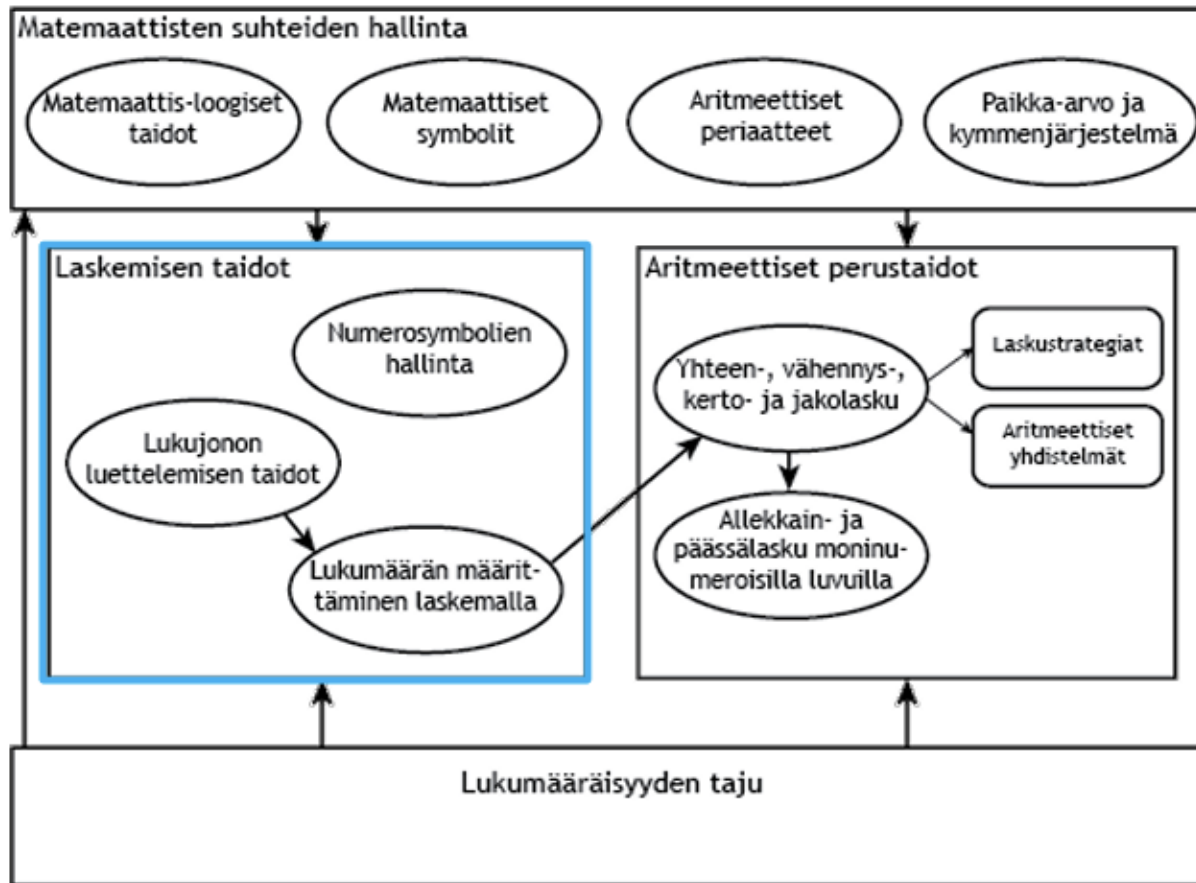 Matemaattisten suhteiden hallinta
Matemaattis-loogiset
taidot
Matemaattiset
symbolit
Aritmeettiset
periaatteet
Paikka-arvo ja
kymmenjärjestelmä
Laskemisen taidot
Numerosymbolien
hallinta
Lukujonon
luettelemisen taidot
Lukumäärän määrit-
täminen laskemalla
Aritmeettiset perustaidot
Yhteen-, vähennys-,
kerto- ja jakolasku
Laskustrategiat
Aritmeettiset
yhdistelmät
Allekkain- ja
päässälasku moninu-
meroisilla luvuilla
Lukumääräisyyden taju